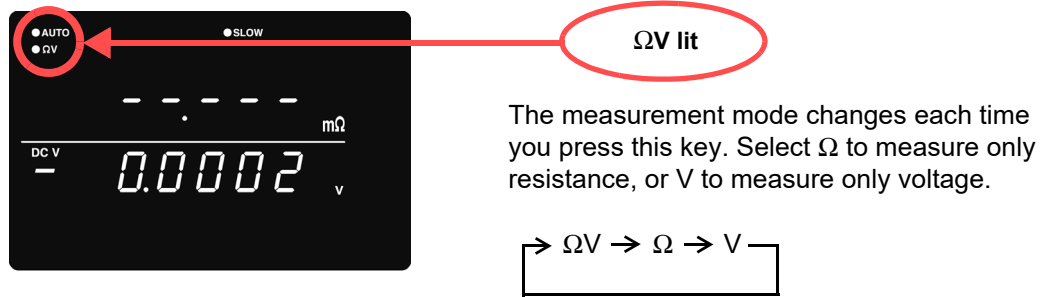 ●AUTO ●SLOW
●ΩV
ΩV lit
- -.- - -
mΩ
DC V
- 0.0002 V
The measurement mode changes each time
you press this key. Select Ω to measure only
resistance, or V to measure only voltage.
→ ΩV → Ω → V